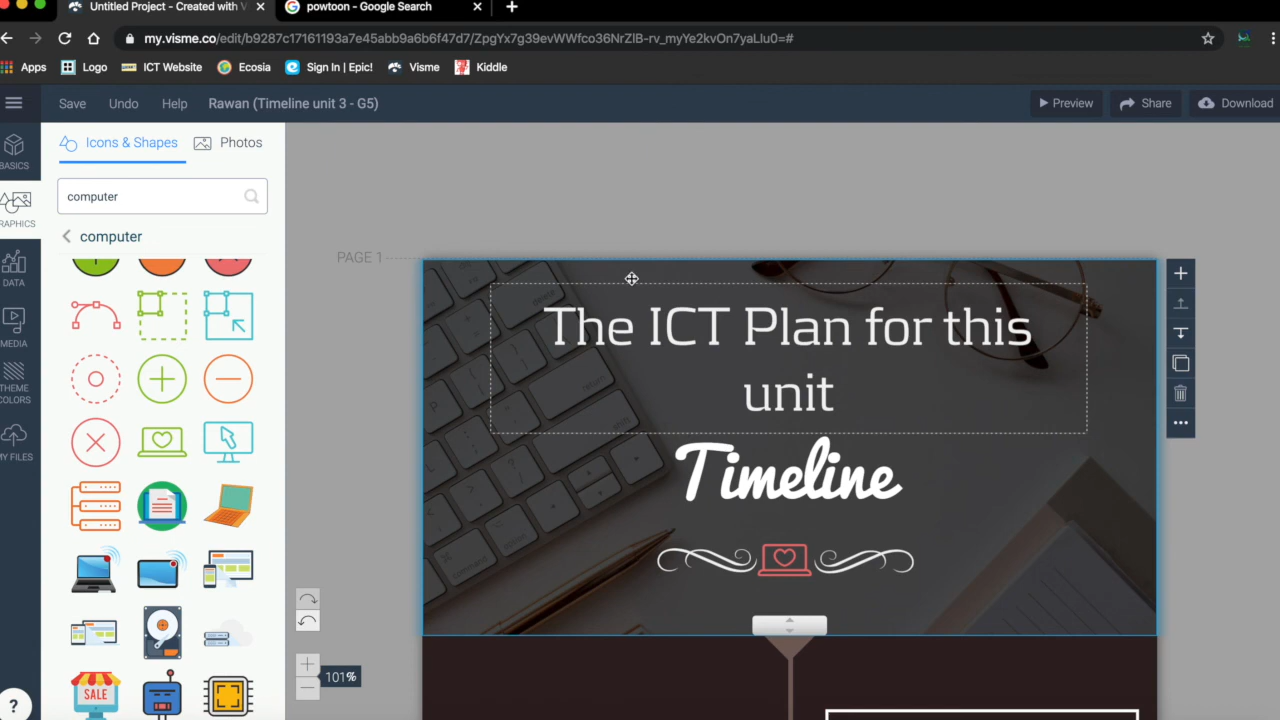 Untitled Project - Created with V
powtoon - Google Search
my.visme.co/edit/b9287c17161193a7e45abb9a6b6f47d7/ZpgYx7g39evWWfco36NrZIB-rv_myYe2kvOn7yaLlu0=#
Apps
Logo
ICT Website
Ecosia
Sign In | Epic!
Visme
Kiddle
Save
Undo
Help
Rawan (Timeline unit 3 - G5)
Preview
Share
Download
BASICS
RAPHICS
DATA
MEDIA
THEME
COLORS
MY FILES
Icons & Shapes
Photos
computer
computer
SALE
?
PAGE 1
The ICT Plan for this
unit
Timeline
101%